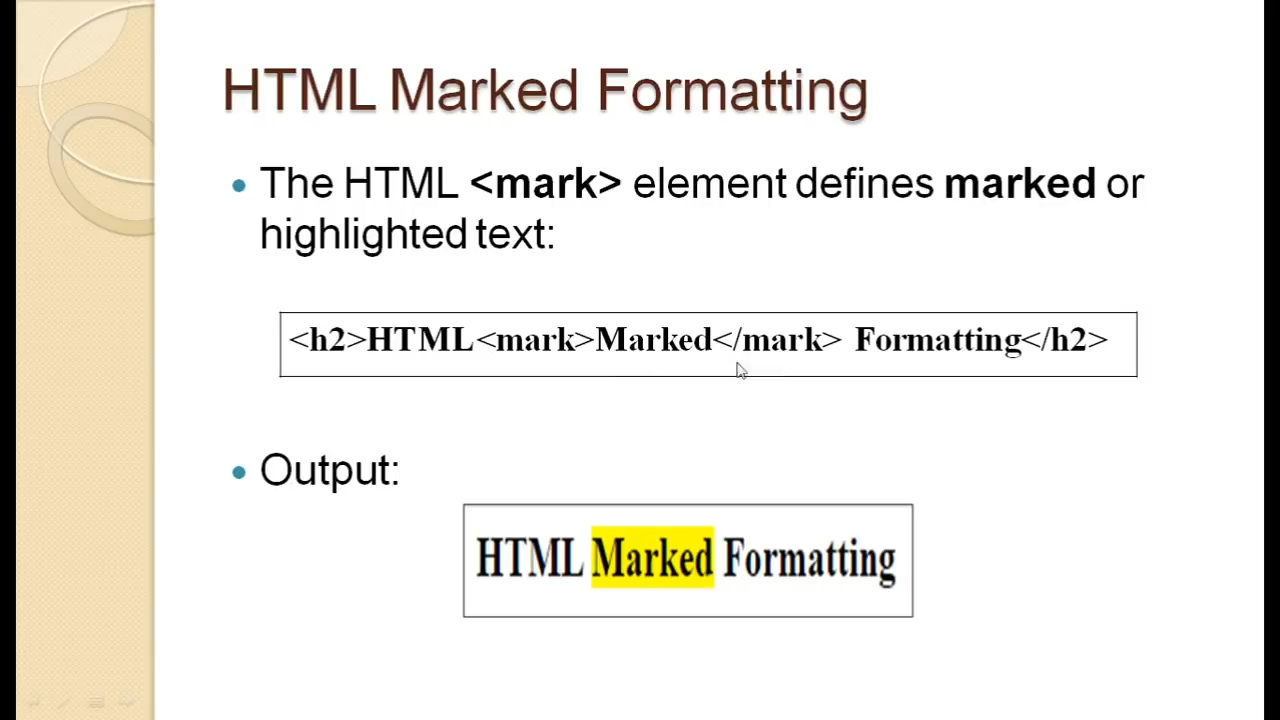 HTML Marked Formatting
The HTML <mark> element defines marked or
highlighted text:
<h2>HTML<mark>Marked</mark> Formatting</h2>
Output:
HTML Marked Formatting